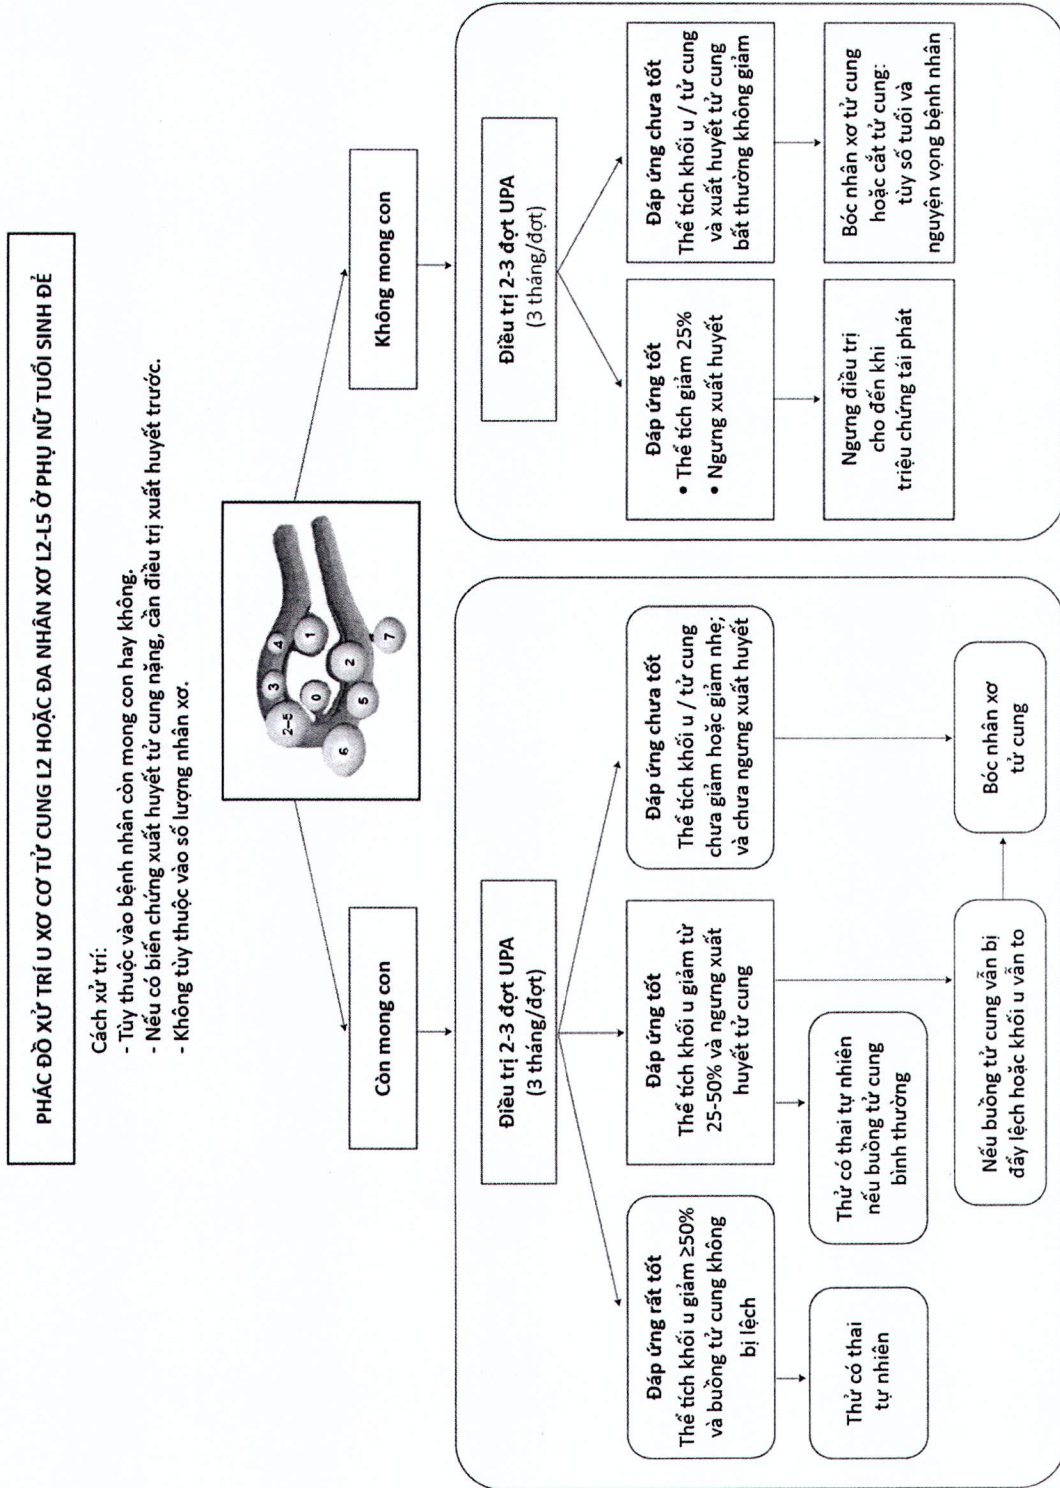 PHÁC ĐỒ XỬ TRÍ U XƠ CƠ TỬ CUNG L2 HOẶC ĐA NHÂN XƠ L2-L5 Ở PHỤ NỮ TUỔI SINH ĐẺ
Cách xử trí:
- Tùy thuộc vào bệnh nhân còn mong con hay không.
- Nếu có biến chứng xuất huyết tử cung nặng, cần điều trị xuất huyết trước.
- Không tùy thuộc vào số lượng nhân xơ.
2–5
3
4
0
1
6
5
2
7
Còn mong con
Điều trị 2-3 đợt UPA
(3 tháng/đợt)
Đáp ứng rất tốt
Thể tích khối u giảm ≥50%
và buồng tử cung không
bị lệch
Thử có thai
tự nhiên
Đáp ứng tốt
Thể tích khối u giảm từ
25-50% và ngưng xuất
huyết tử cung
Thử có thai tự nhiên
nếu buồng tử cung
bình thường
Nếu buồng tử cung vẫn bị
đẩy lệch hoặc khối u vẫn to
Đáp ứng chưa tốt
Thể tích khối u / tử cung
chưa giảm hoặc giảm nhẹ;
và chưa ngưng xuất huyết
Bóc nhân xơ
tử cung
Không mong con
Điều trị 2-3 đợt UPA
(3 tháng/đợt)
Đáp ứng tốt
• Thể tích giảm 25%
• Ngưng xuất huyết
Ngưng điều trị
cho đến khi
triệu chứng tái phát
Đáp ứng chưa tốt
Thể tích khối u / tử cung
và xuất huyết tử cung
bất thường không giảm
Bóc nhân xơ tử cung
hoặc cắt tử cung:
tùy số tuổi và
nguyện vọng bệnh nhân